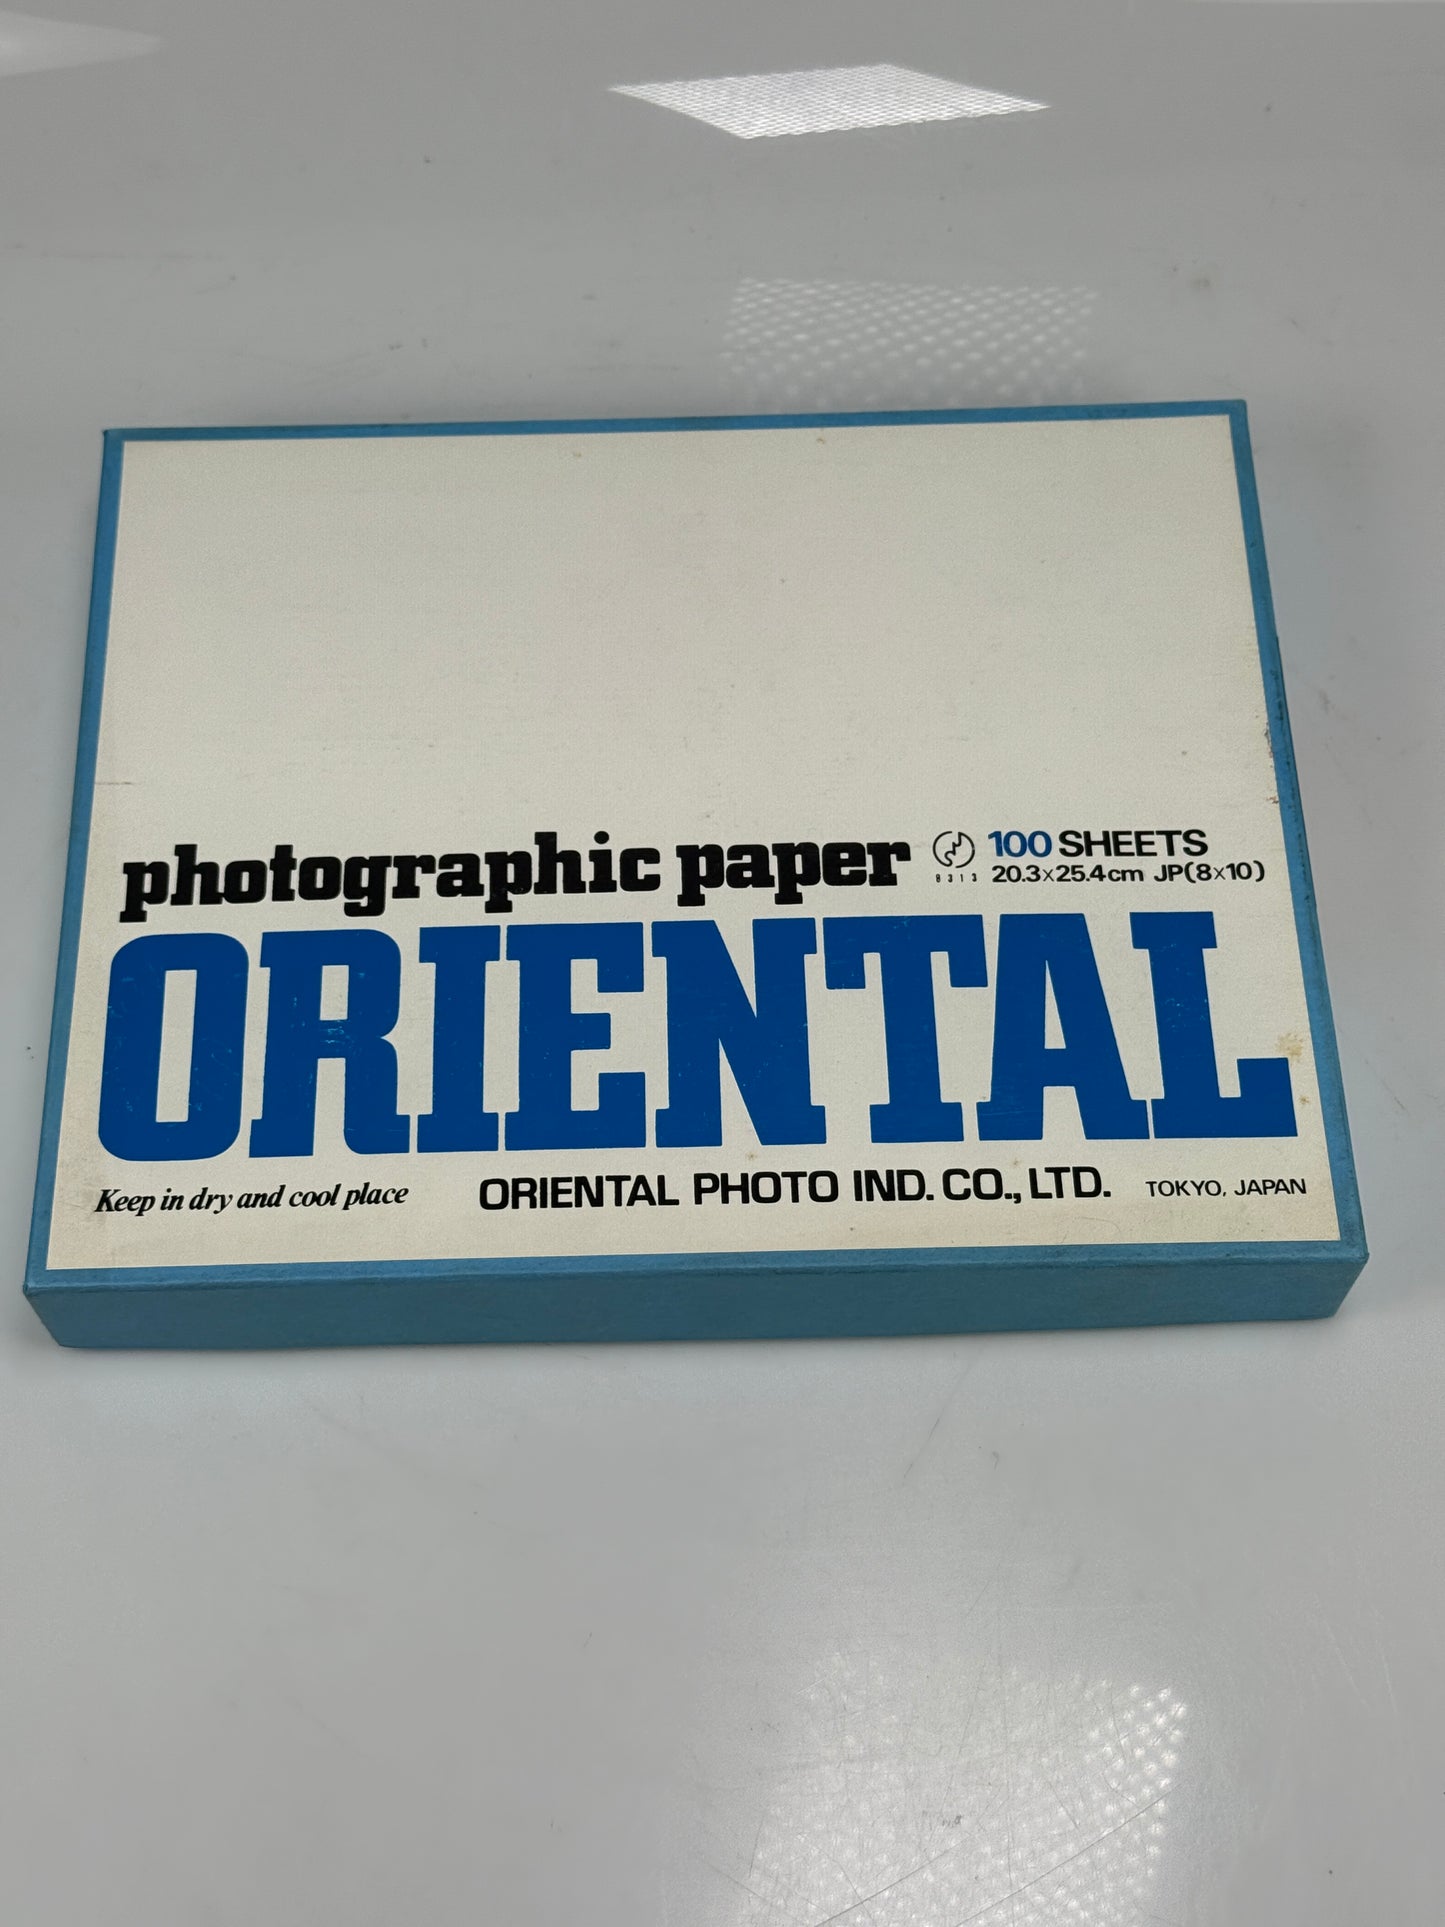 photographic paper
100 SHEETS
8313
20.3×25.4cm JP(8×10)
ORIENTAL
Keep in dry and cool place
ORIENTAL PHOTO IND. CO., LTD.
TOKYO, JAPAN